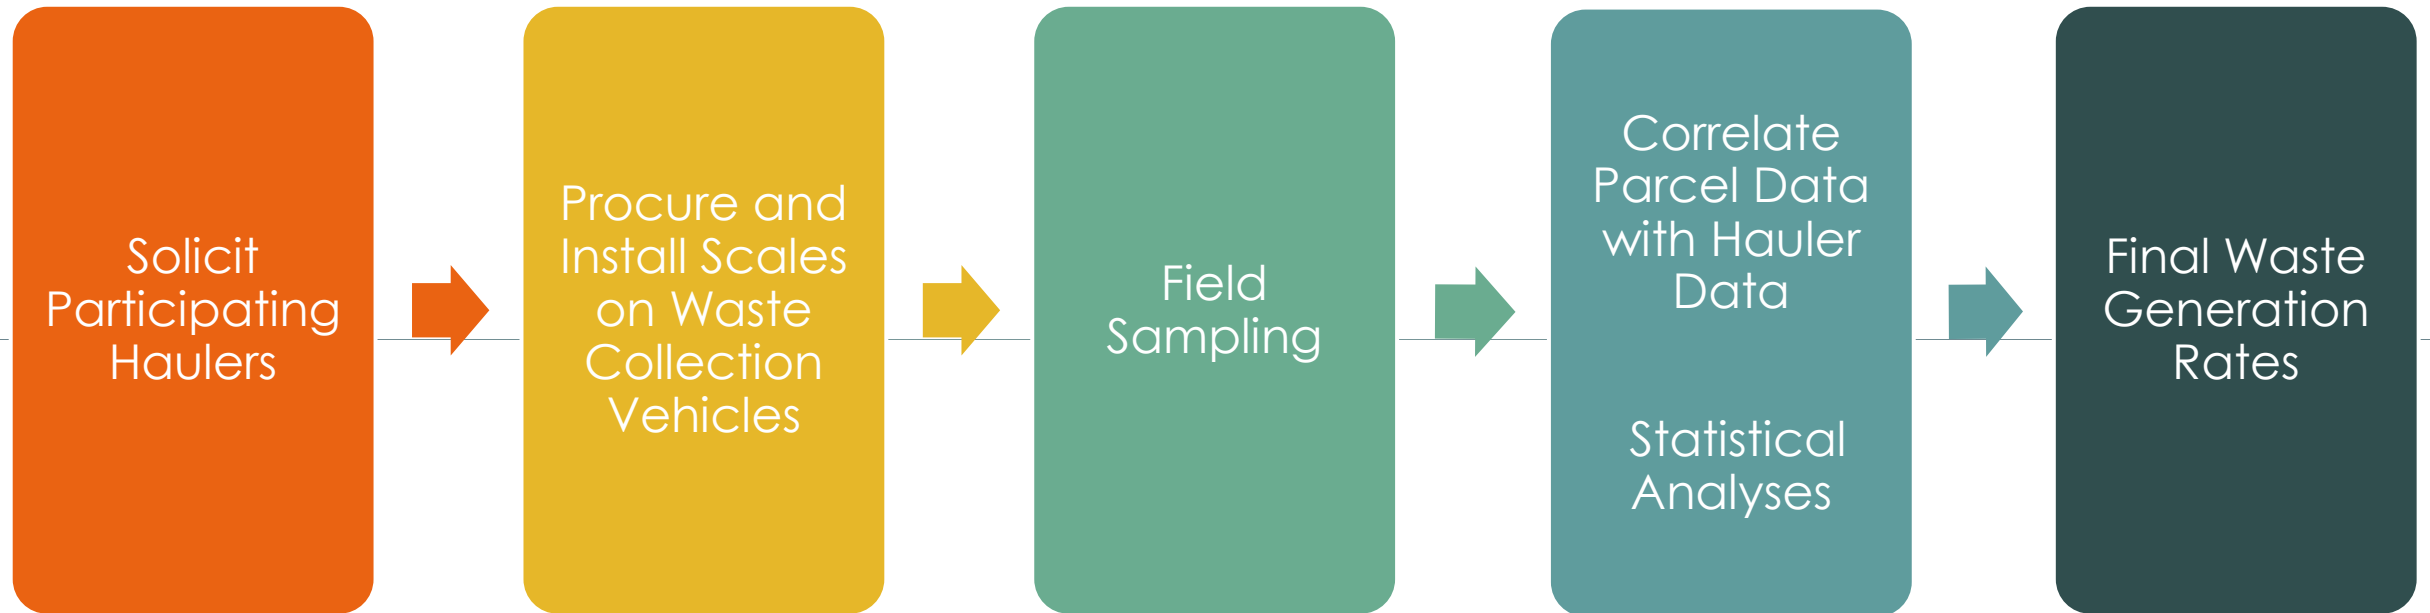 Solicit
Participating
Haulers
Procure and
Install Scales
on Waste
Collection
Vehicles
Field
Sampling
Correlate
Parcel Data
with Hauler
Data
Statistical
Analyses
Final Waste
Generation
Rates